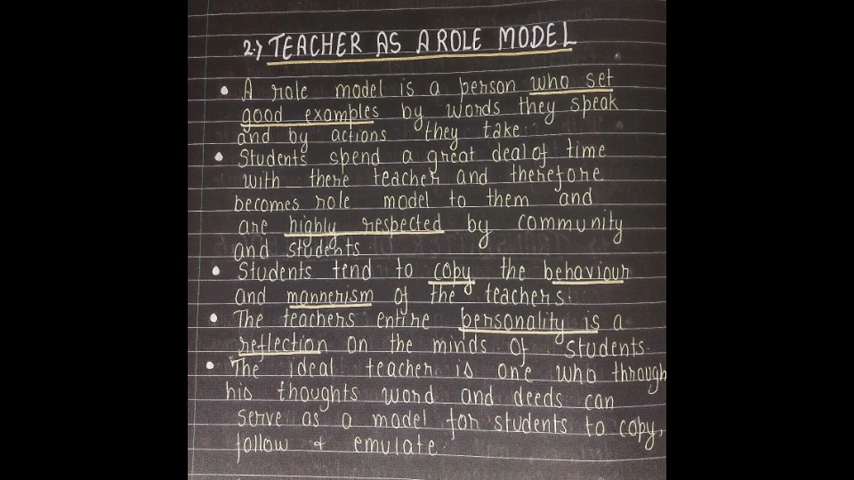 2.) TEACHER AS A ROLE MODEL
• A role model is a person who set
good examples by words they speak
and by actions they take.
• Students spend a great deal of time
with there teacher and therefore
becomes role model to them and
are highly respected by community
and students
• Students tend to copy the behaviour
and mannerism of the teachers.
• The teachers entire personality is a
reflection on the minds of students.
• The ideal teacher is one who through
his thoughts word and deeds can
serve as a model for students to copy,
follow & emulate